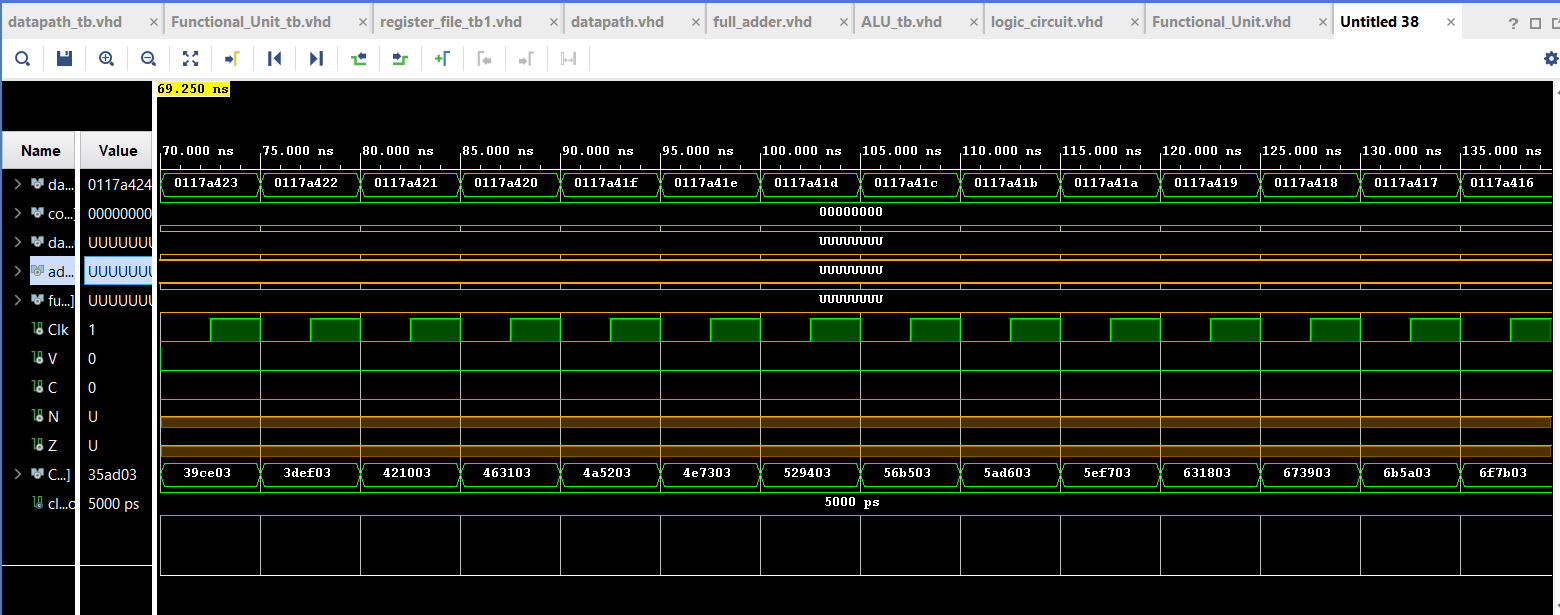 datapath_tb.vhd × Functional_Unit_tb.vhd × register_file_tb1.vhd × datapath.vhd × full_adder.vhd × ALU_tb.vhd × logic_circuit.vhd × Functional_Unit.vhd × Untitled 38 × ?
69.250 ns
Name Value
70.000 ns 75.000 ns 80.000 ns 85.000 ns 90.000 ns 95.000 ns 100.000 ns 105.000 ns 110.000 ns 115.000 ns 120.000 ns 125.000 ns 130.000 ns 135.000 ns
da... 0117a424 0117a423 0117a422 0117a421 0117a420 0117a41f 0117a41e 0117a41d 0117a41c 0117a41b 0117a41a 0117a419 0117a418 0117a417 0117a416
co...] 00000000 00000000
da... UUUUUUU UUUUUUUU
ad... UUUUUUU UUUUUUUU
fu...] UUUUUUU UUUUUUUU
Clk 1
V 0
C 0
N U
Z U
C...] 35ad03 39ce03 3def03 421003 463103 4a5203 4e7303 529403 56b503 5ad603 5ef703 631803 673903 6b5a03 6f7b03
cl...o 5000 ps 5000 ps